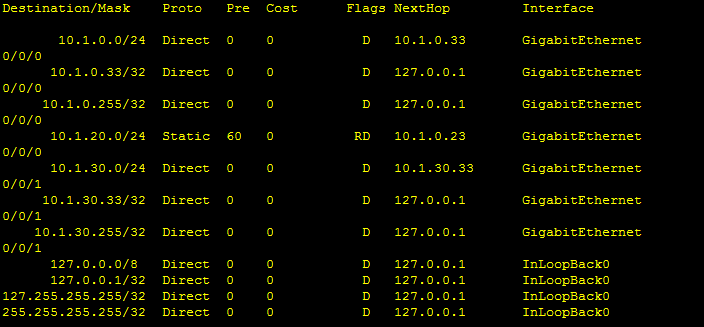 Destination/Mask    Proto   Pre  Cost         Flags NextHop         Interface
       10.1.0.0/24  Direct  0    0              D   10.1.0.33       GigabitEthernet
0/0/0
      10.1.0.33/32  Direct  0    0              D   127.0.0.1       GigabitEthernet
0/0/0
     10.1.0.255/32  Direct  0    0              D   127.0.0.1       GigabitEthernet
0/0/0
      10.1.20.0/24  Static  60   0             RD   10.1.0.23       GigabitEthernet
0/0/0
      10.1.30.0/24  Direct  0    0              D   10.1.30.33      GigabitEthernet
0/0/1
     10.1.30.33/32  Direct  0    0              D   127.0.0.1       GigabitEthernet
0/0/1
    10.1.30.255/32  Direct  0    0              D   127.0.0.1       GigabitEthernet
0/0/1
      127.0.0.0/8   Direct  0    0              D   127.0.0.1       InLoopBack0
      127.0.0.1/32  Direct  0    0              D   127.0.0.1       InLoopBack0
127.255.255.255/32  Direct  0    0              D   127.0.0.1       InLoopBack0
255.255.255.255/32  Direct  0    0              D   127.0.0.1       InLoopBack0